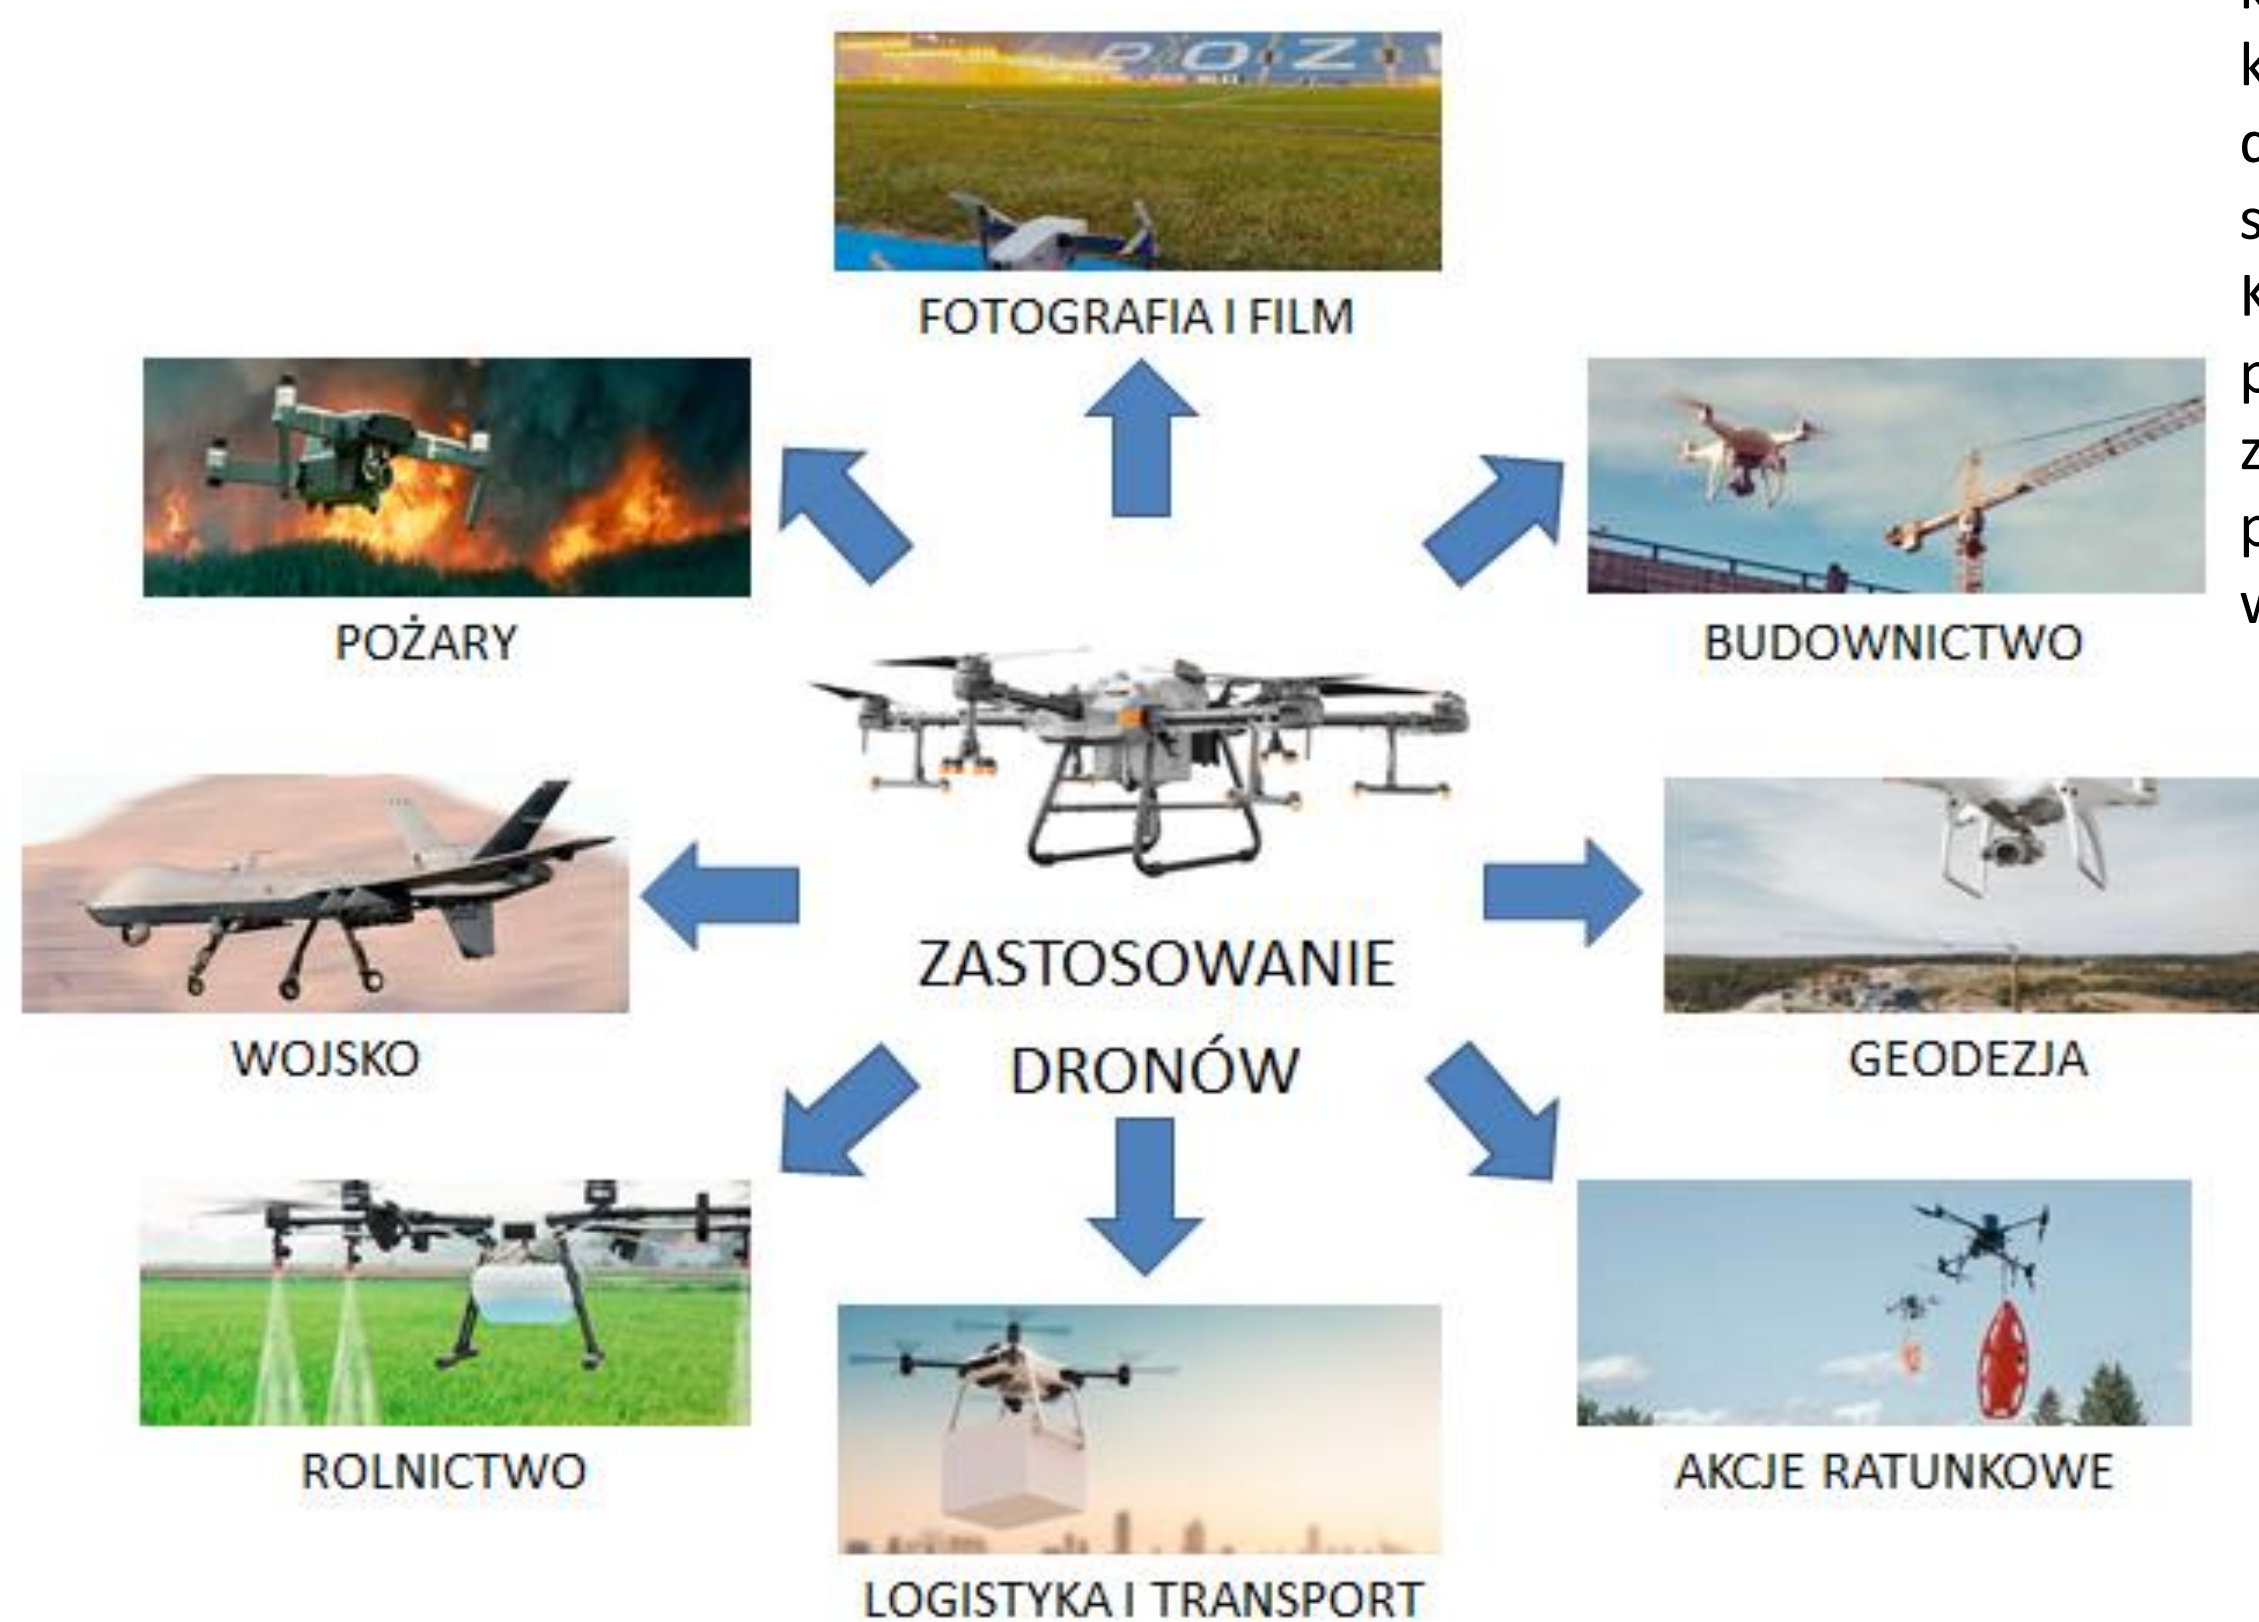 FOTOGRAFIA I FILM
POŻARY
BUDOWNICTWO
ZASTOSOWANIE
DRONÓW
WOJSKO
GEODEZJA
ROLNICTWO
AKCJE RATUNKOWE
LOGISTYKA I TRANSPORT